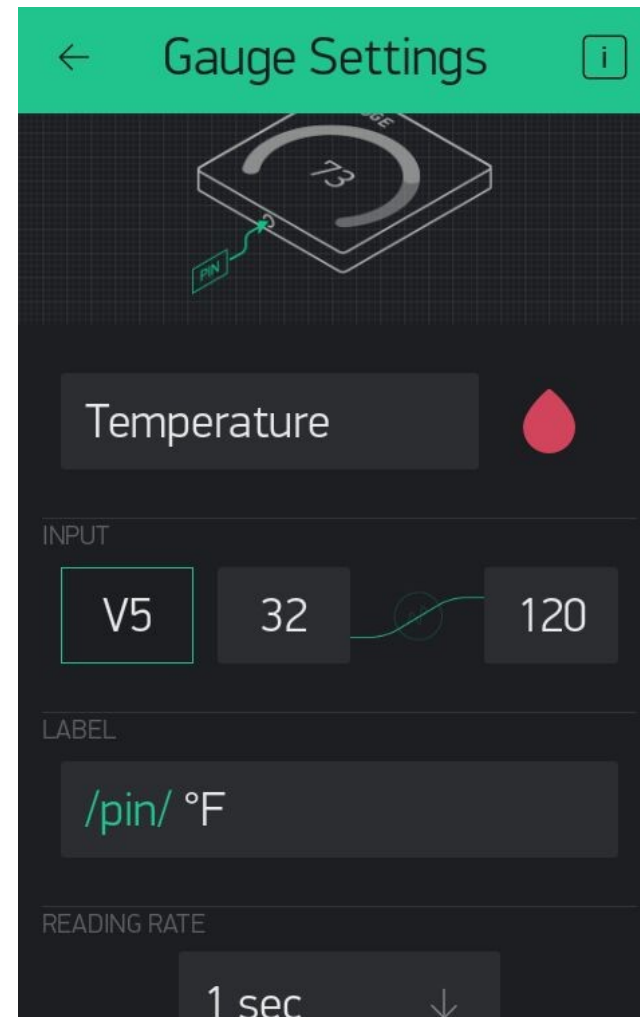 Gauge Settings
i
73
PIN
Temperature
INPUT
V5 32 120
LABEL
/pin/ °F
READING RATE
1 sec